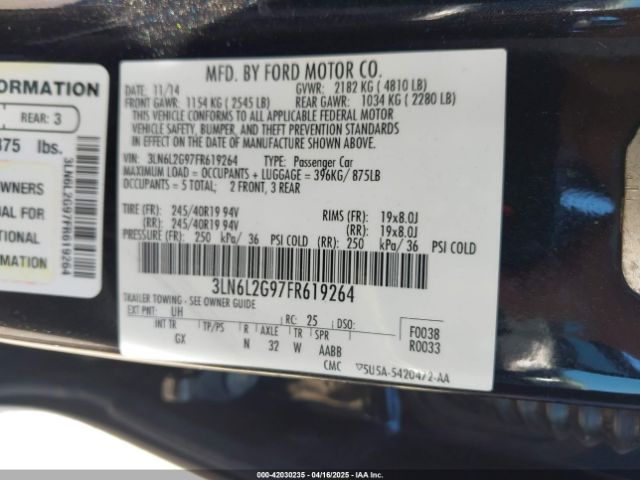 FORMATION
REAR: 3
875 lbs.
WNERS
AL FOR
TIONAL
RMATION
3LN6L2G97FR619264
MFD. BY FORD MOTOR CO.
DATE: 11/14 GVWR: 2182 KG ( 4810 LB)
FRONT GAWR: 1154 KG ( 2545 LB) REAR GAWR: 1034 KG ( 2280 LB)
THIS VEHICLE CONFORMS TO ALL APPLICABLE FEDERAL MOTOR
VEHICLE SAFETY, BUMPER, AND THEFT PREVENTION STANDARDS
IN EFFECT ON THE DATE OF MANUFACTURE SHOWN ABOVE.
VIN: 3LN6L2G97FR619264 TYPE: Passenger Car
MAXIMUM LOAD = OCCUPANTS + LUGGAGE = 396KG/ 875LB
OCCUPANTS = 5 TOTAL; 2 FRONT, 3 REAR
TIRE (FR): 245/40R19 94V RIMS (FR): 19x8.0J
(RR): 245/40R19 94V (RR): 19x8.0J
PRESSURE (FR): 250 kPa/ 36 PSI COLD (RR): 250 kPa/ 36 PSI COLD
3LN6L2G97FR619264
TRAILER TOWING - SEE OWNER GUIDE
EXT PNT: UH RC: 25 DSO: F0038
INT TR TP/PS R AXLE TR SPR R0033
GX N 32 W AABB
CMC 5USA-5420472-AA
000-42030235 - 04/16/2025 - IAAI.COM